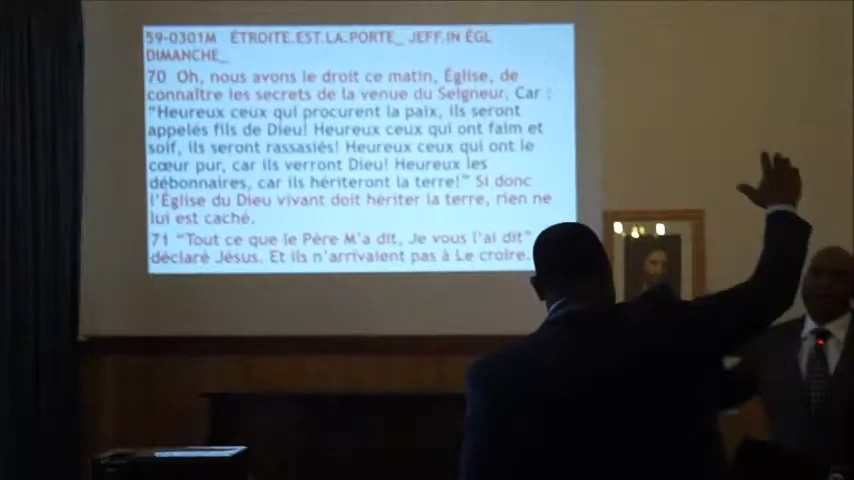 59-0301M ÉTROITE.EST.LA.PORTE_ JEFF.IN ÉGL
DIMANCHE_
70 Oh, nous avons le droit ce matin, Église, de
connaître les secrets de la venue du Seigneur. Car :
“Heureux ceux qui procurent la paix, ils seront
appelés fils de Dieu! Heureux ceux qui ont faim et
soif, ils seront rassasiés! Heureux ceux qui ont le
cœur pur, car ils verront Dieu! Heureux les
débonnaires, car ils hériteront la terre!” Si donc
l’Église du Dieu vivant doit hériter la terre, rien ne
lui est caché.
71 “Tout ce que le Père M’a dit, Je vous l’ai dit”
déclaré Jésus. Et ils n’arrivaient pas à Le croire.